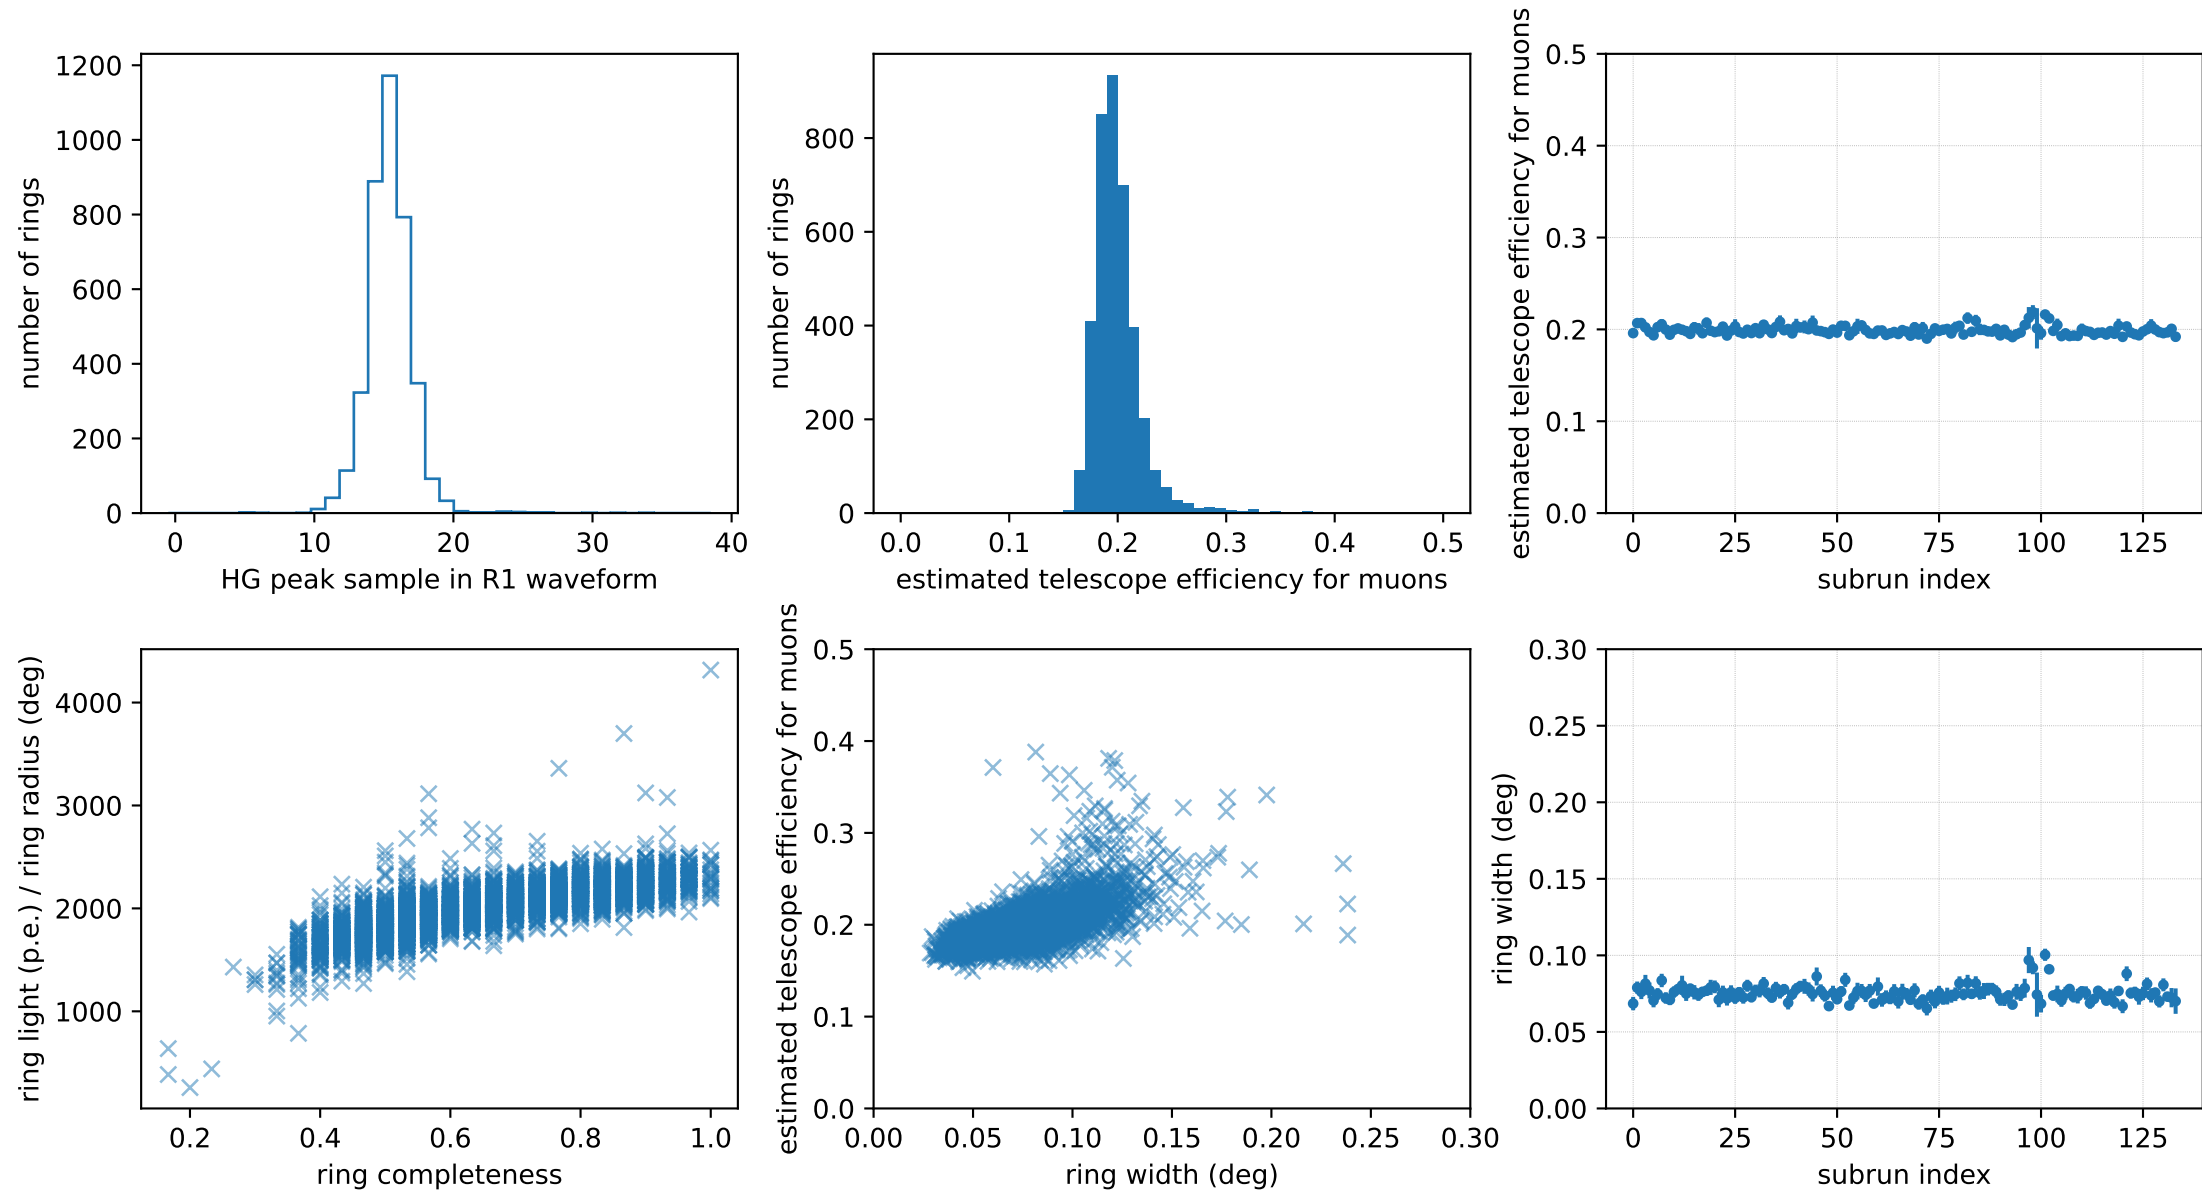 1200
1000
800
600
400
200
0
number of rings
0 10 20 30 40
HG peak sample in R1 waveform
800
600
400
200
0
number of rings
0.0 0.1 0.2 0.3 0.4 0.5
estimated telescope efficiency for muons
0.5
0.4
0.3
0.2
0.1
0.0
estimated telescope efficiency for muons
0 25 50 75 100 125
subrun index
4000
3000
2000
1000
ring light (p.e.) / ring radius (deg)
0.2 0.4 0.6 0.8 1.0
ring completeness
0.5
0.4
0.3
0.2
0.1
0.0
estimated telescope efficiency for muons
0.00 0.05 0.10 0.15 0.20 0.25 0.30
ring width (deg)
0.30
0.25
0.20
0.15
0.10
0.05
0.00
ring width (deg)
0 25 50 75 100 125
subrun index